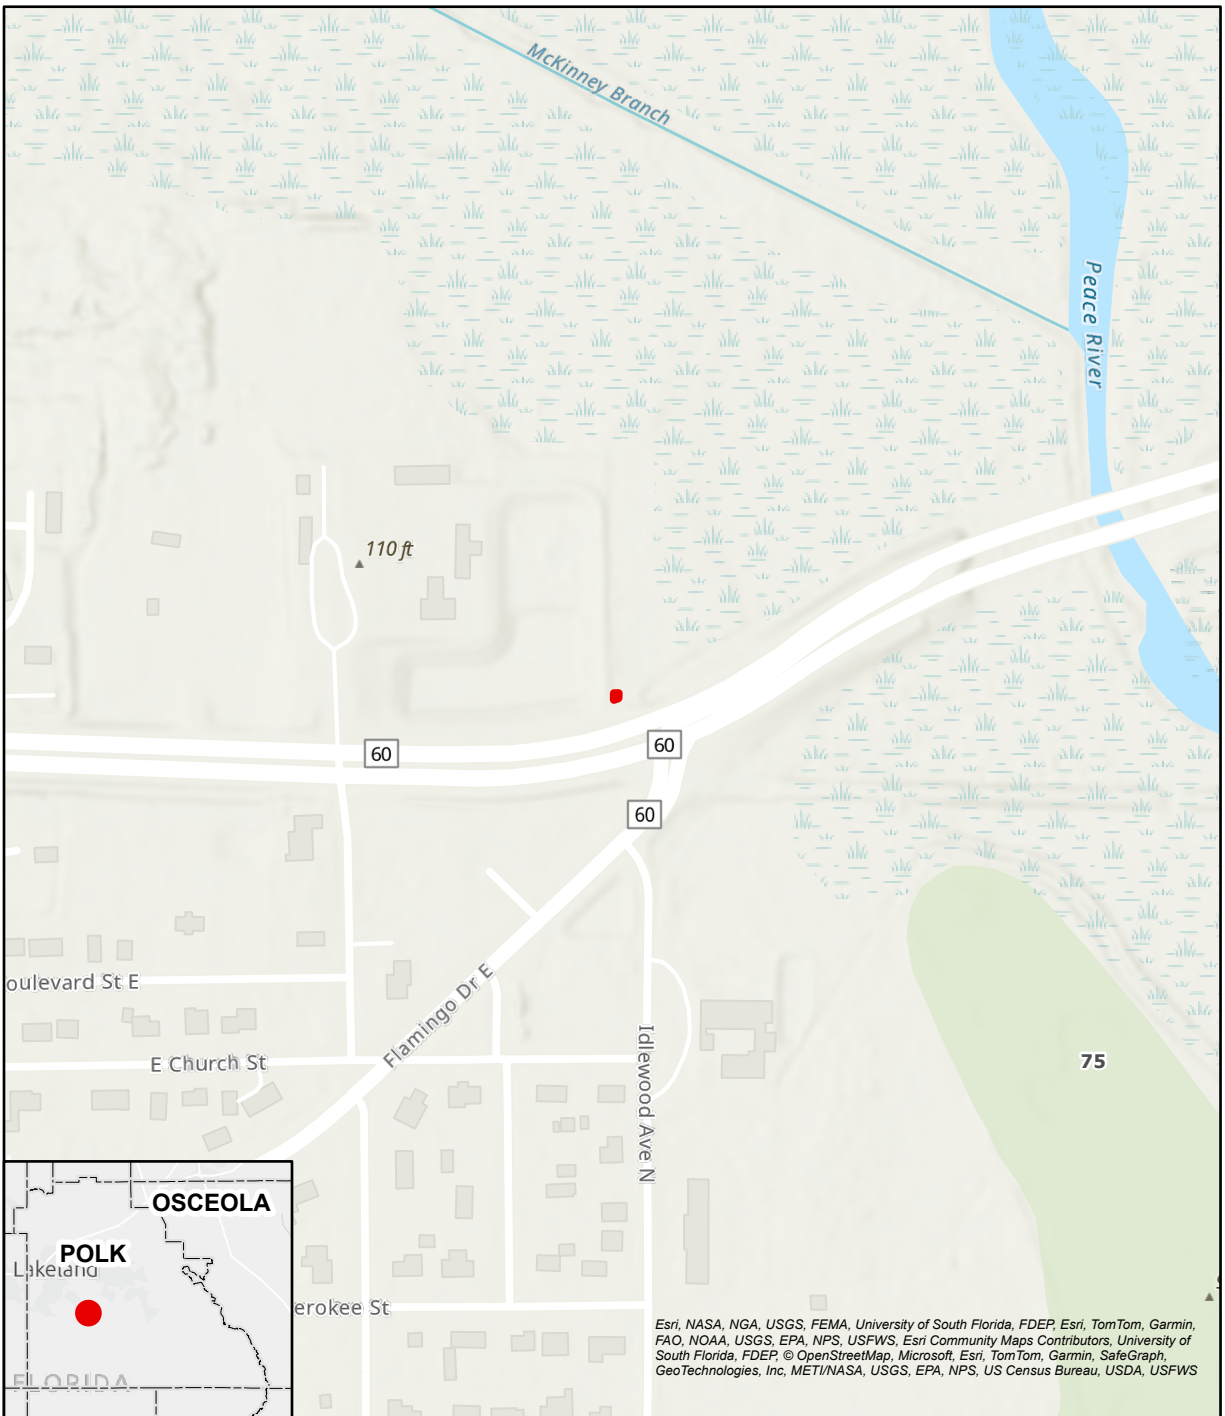 McKinney Branch
Peace River
110 ft
60
60
60
oulevard St E
Flamingo Dr E
E Church St
Idlewood Ave N
75
OSCEOLA
POLK
Lakeland
FLORIDA
erokee St
Esri, NASA, NGA, USGS, FEMA, University of South Florida, FDEP, Esri, TomTom, Garmin,
FAO, NOAA, USGS, EPA, NPS, USFWS, Esri Community Maps Contributors, University of
South Florida, FDEP, © OpenStreetMap, Microsoft, Esri, TomTom, Garmin, SafeGraph,
GeoTechnologies, Inc, METI/NASA, USGS, EPA, NPS, US Census Bureau, USDA, USFWS